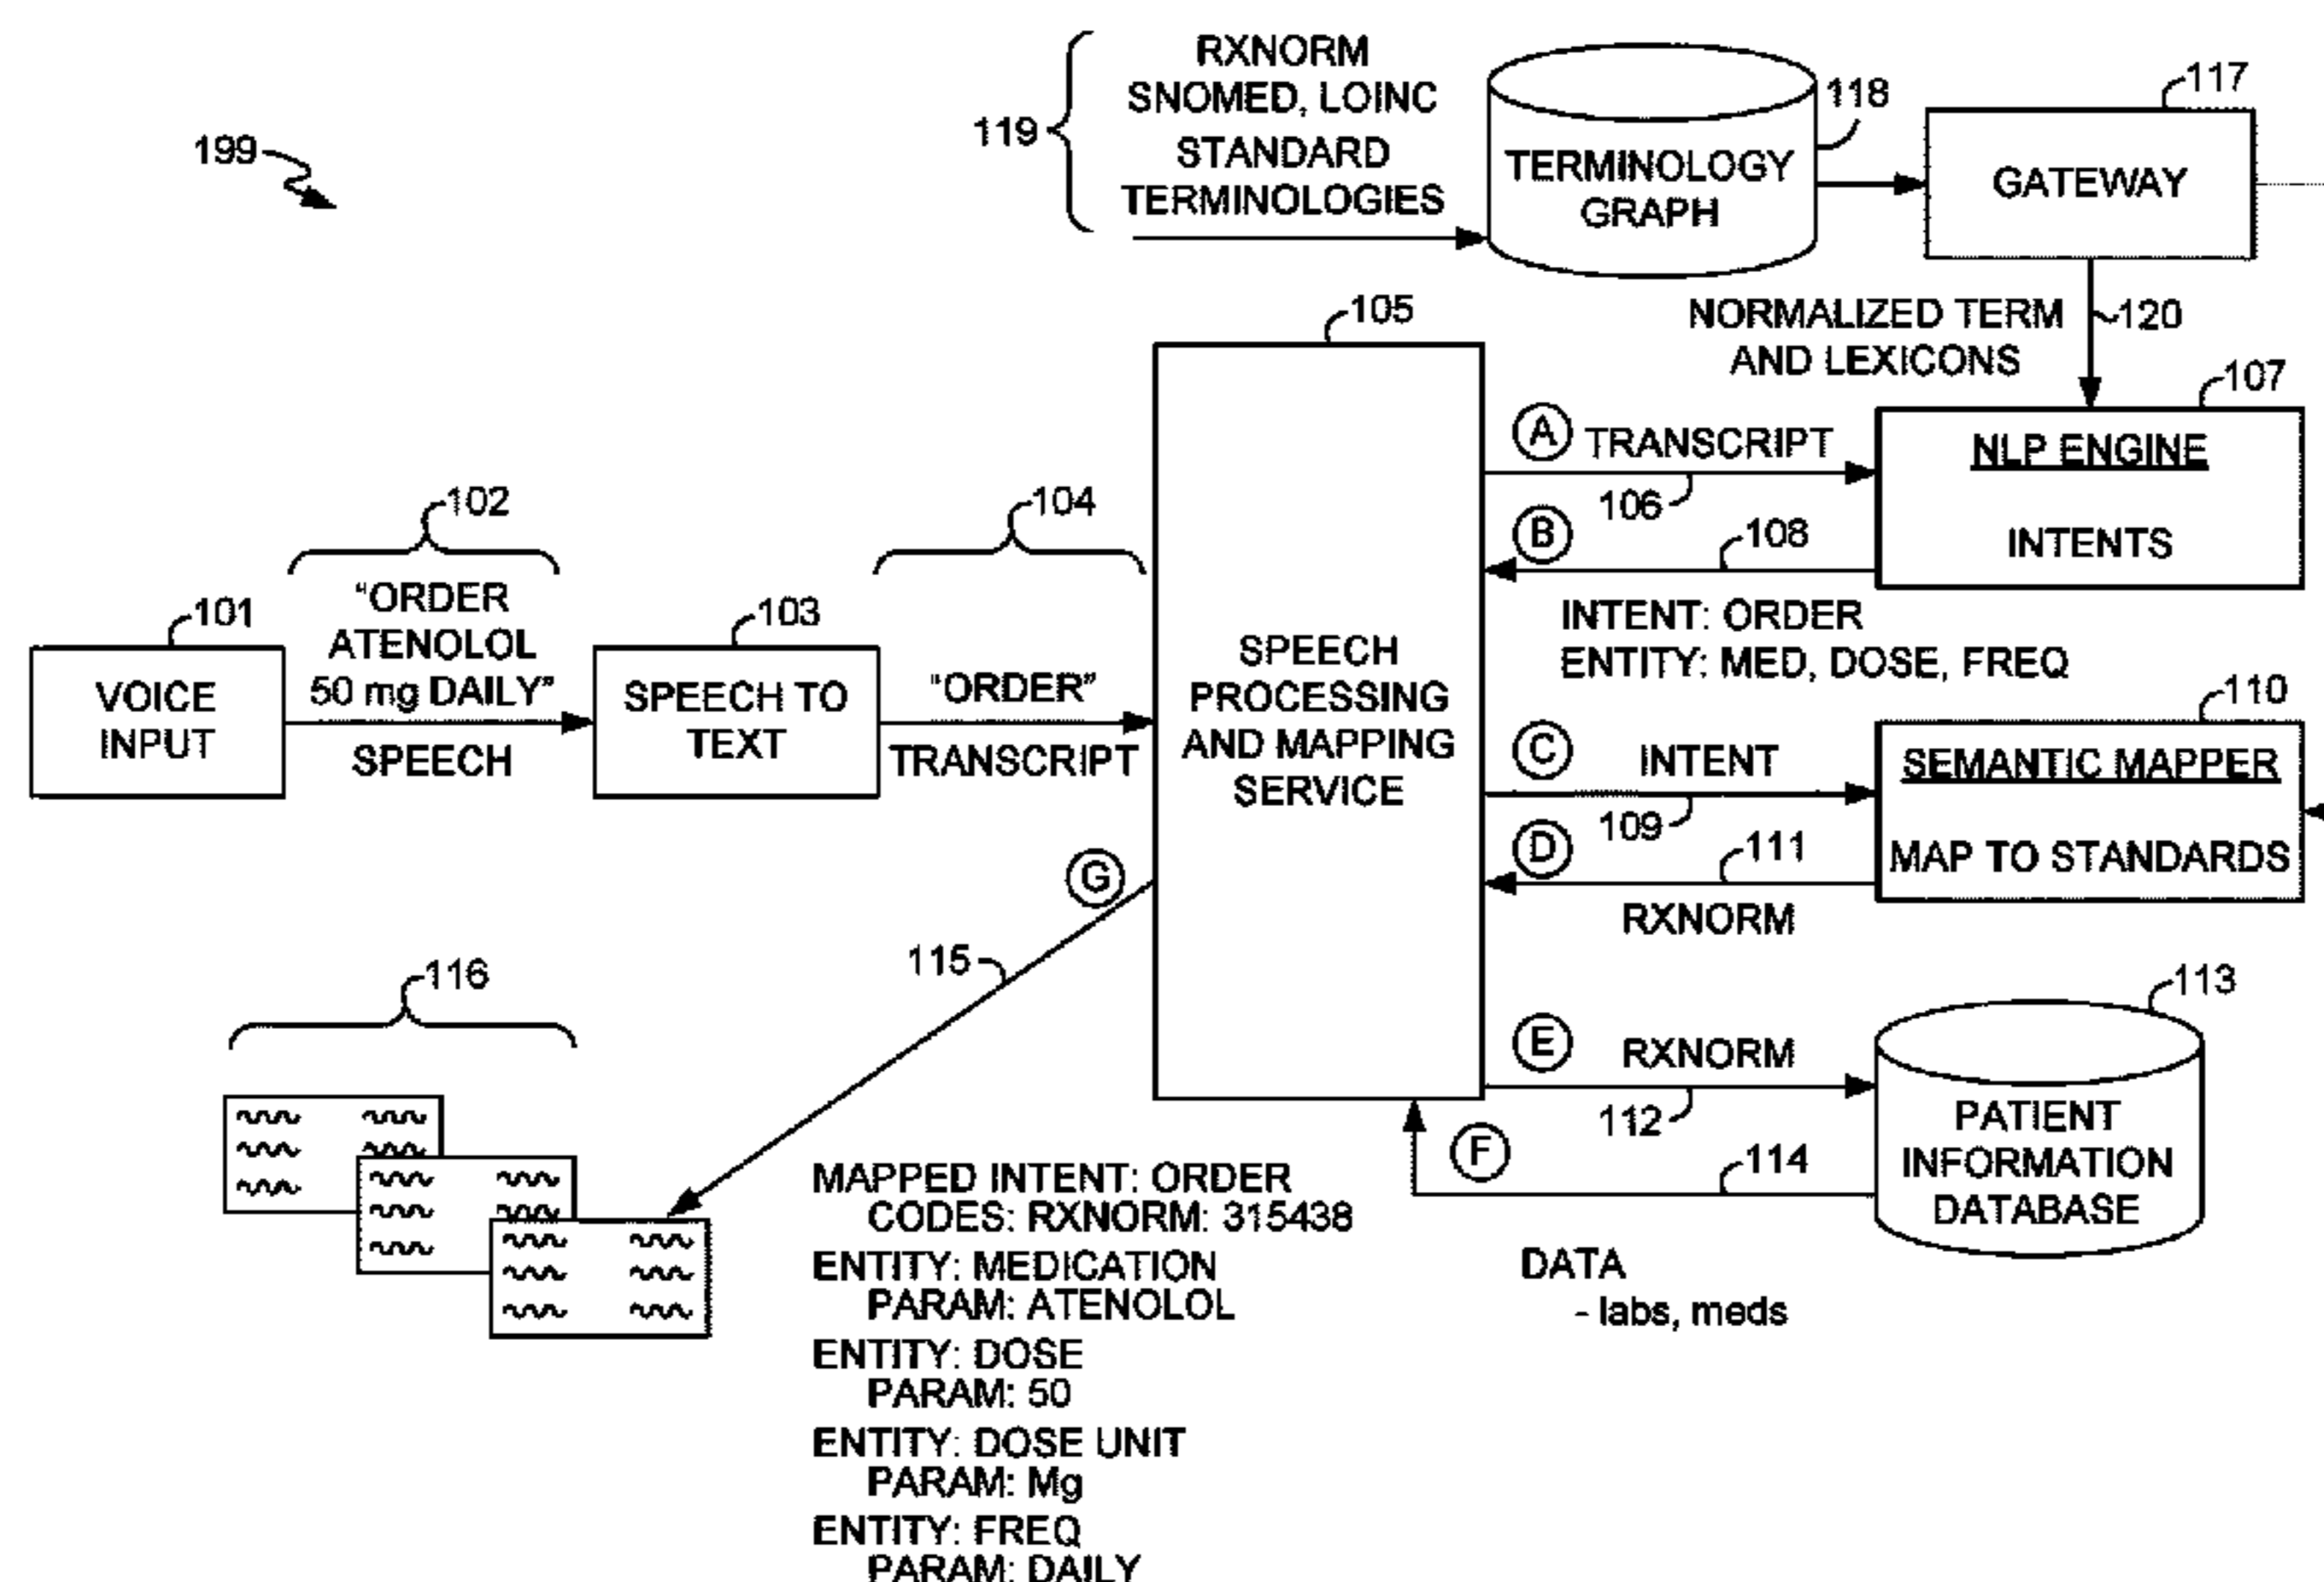 199
119
RXNORM
SNOMED, LOINC
STANDARD
TERMINOLOGIES
TERMINOLOGY
GRAPH
118
117
GATEWAY
NORMALIZED TERM
AND LEXICONS
120
105
SPEECH
PROCESSING
AND MAPPING
SERVICE
107
NLP ENGINE
INTENTS
A TRANSCRIPT
106
B
108
INTENT: ORDER
ENTITY: MED, DOSE, FREQ
101
VOICE
INPUT
102
"ORDER
ATENOLOL
50 mg DAILY"
SPEECH
103
SPEECH TO
TEXT
104
"ORDER"
TRANSCRIPT
110
SEMANTIC MAPPER
MAP TO STANDARDS
C INTENT
109
D
111
RXNORM
G
115
116
E RXNORM
112
113
PATIENT
INFORMATION
DATABASE
F
114
DATA
- labs, meds
MAPPED INTENT: ORDER
CODES: RXNORM: 315438
ENTITY: MEDICATION
PARAM: ATENOLOL
ENTITY: DOSE
PARAM: 50
ENTITY: DOSE UNIT
PARAM: Mg
ENTITY: FREQ
PARAM: DAILY